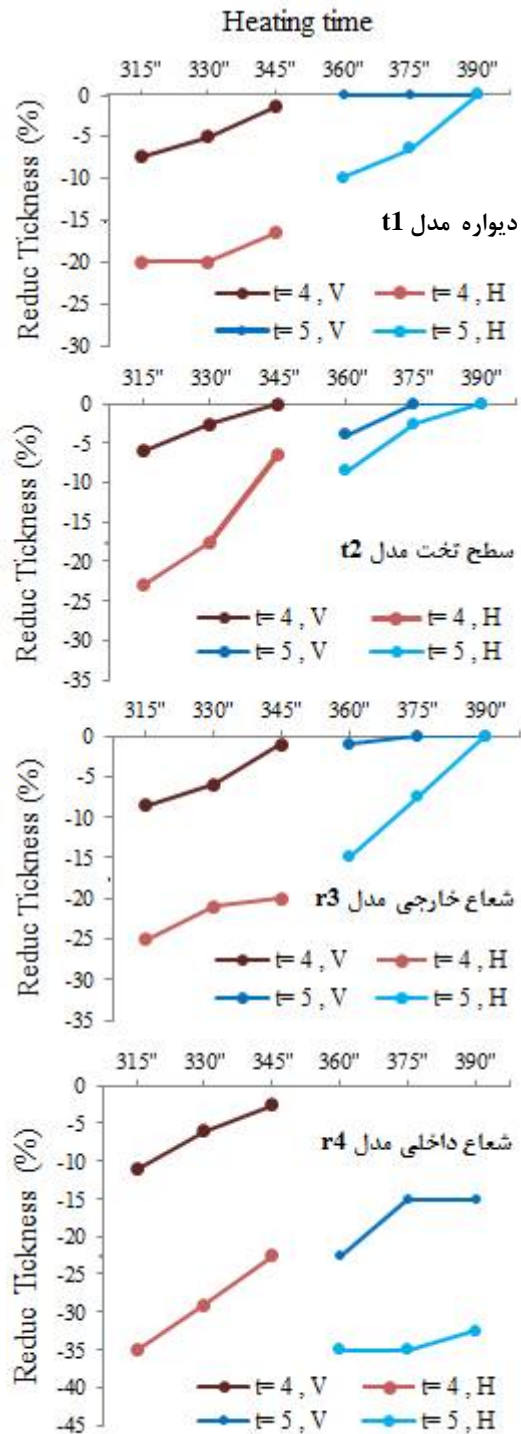 Heating time
315" 330" 345" 360" 375" 390"
Reduc Tickness (%)
0
-5
-10
-15
-20
-25
-30
دیواره مدل t1
t= 4 , V t= 4 , H
t= 5 , V t= 5 , H
315" 330" 345" 360" 375" 390"
Reduc Tickness (%)
0
-5
-10
-15
-20
-25
-30
-35
سطح تخت مدل t2
t= 4 , V t= 4 , H
t= 5 , V t= 5 , H
315" 330" 345" 360" 375" 390"
Reduc Tickness (%)
0
-5
-10
-15
-20
-25
-30
-35
شعاع خارجی مدل r3
t= 4 , V t= 4 , H
t= 5 , V t= 5 , H
315" 330" 345" 360" 375" 390"
Reduc Tickness (%)
0
-5
-10
-15
-20
-25
-30
-35
-40
-45
شعاع داخلی مدل r4
t= 4 , V t= 4 , H
t= 5 , V t= 5 , H